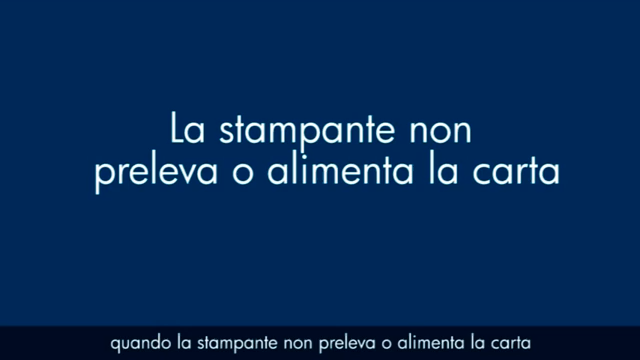 La stampante non
preleva o alimenta la carta
quando la stampante non preleva o alimenta la carta